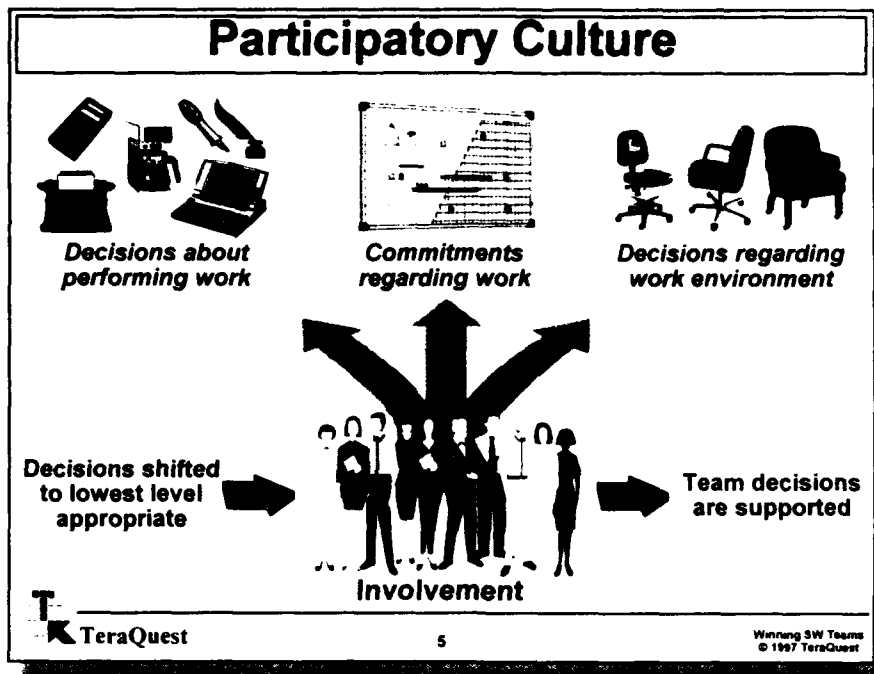 Participatory Culture
Decisions about
performing work
Commitments
regarding work
Decisions regarding
work environment
Decisions shifted
to lowest level
appropriate
Team decisions
are supported
Involvement
TeraQuest
5
Winning SW Teams
© 1997 TeraQuest